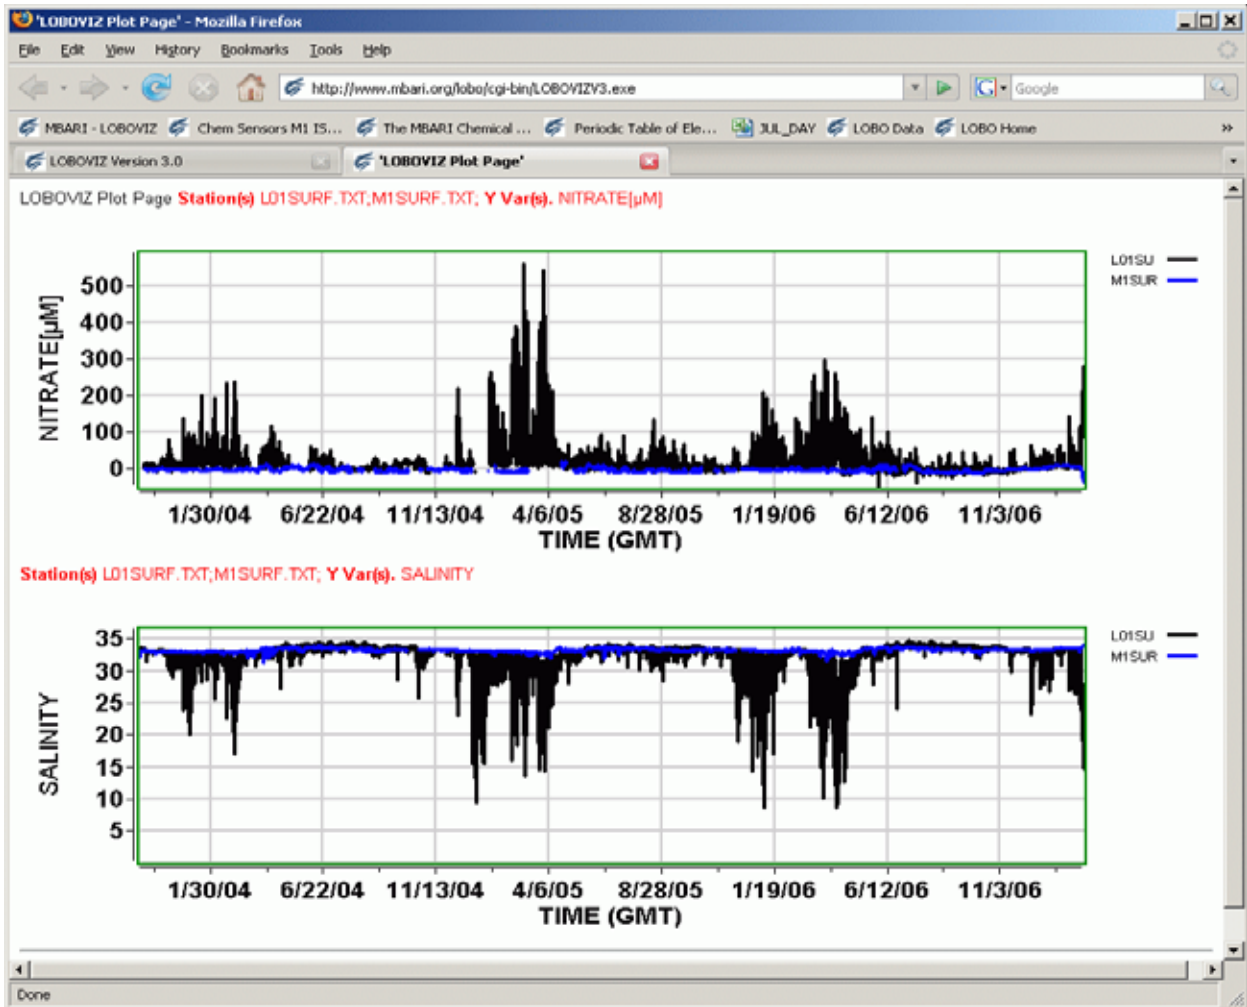 'LOBOVIZ Plot Page' - Mozilla Firefox
File Edit View History Bookmarks Tools Help
http://www.mbari.org/lobo/cgi-bin/LOBOVIZV3.exe
Google
MBARI - LOBOVIZ Chem Sensors M1 IS... The MBARI Chemical ... Periodic Table of Ele... JUL_DAY LOBO Data LOBO Home »
LOBOVIZ Version 3.0 'LOBOVIZ Plot Page'
LOBOVIZ Plot Page Station(s) L01SURF.TXT;M1SURF.TXT; Y Var(s). NITRATE[µM]
L01SU
M1SUR
NITRATE[µM]
500
400
300
200
100
0
1/30/04 6/22/04 11/13/04 4/6/05 8/28/05 1/19/06 6/12/06 11/3/06
TIME (GMT)
Station(s) L01SURF.TXT;M1SURF.TXT; Y Var(s). SALINITY
L01SU
M1SUR
SALINITY
35
30
25
20
15
10
5
1/30/04 6/22/04 11/13/04 4/6/05 8/28/05 1/19/06 6/12/06 11/3/06
TIME (GMT)
Done